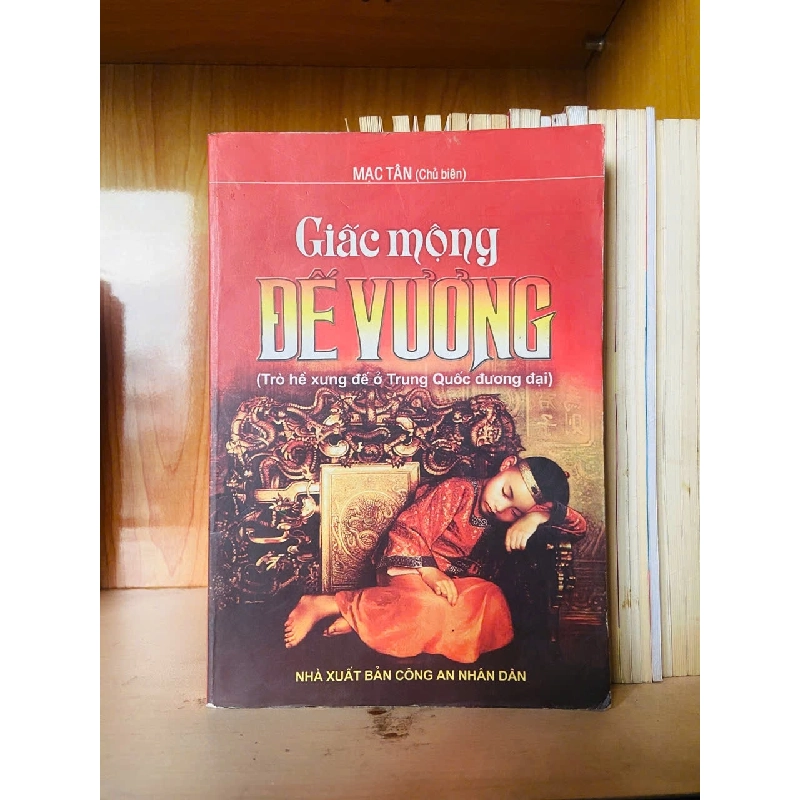 MẠC TÂN (Chủ biên)
Giấc mộng
ĐẾ VƯƠNG
(Trò hề xưng đế ở Trung Quốc đương đại)
NHÀ XUẤT BẢN CÔNG AN NHÂN DÂN